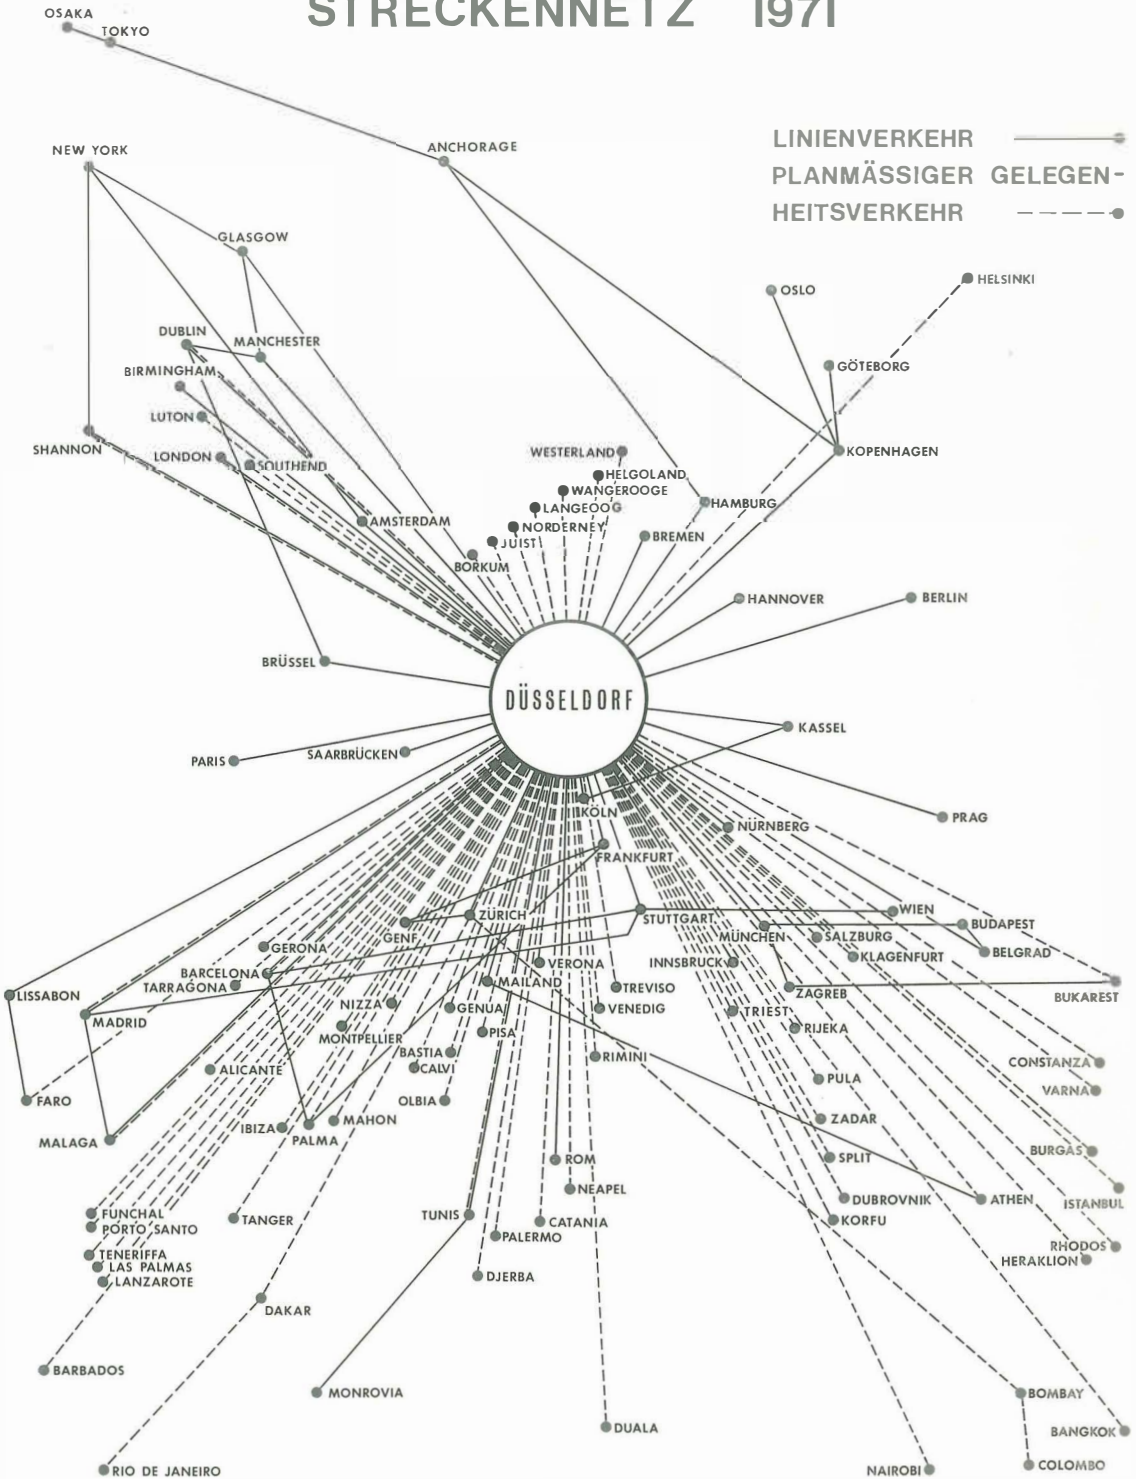 STRECKENNETZ 1971
OSAKA
TOKYO
NEW YORK
ANCHORAGE
LINIENVERKEHR
PLANMÄSSIGER GELEGEN-
HEITSVERKEHR
GLASGOW
HELSINKI
OSLO
DUBLIN
MANCHESTER
BIRMINGHAM
GÖTEBORG
LUTON
SHANNON
LONDON
SOUTHEND
WESTERLAND
KOPENHAGEN
HELGOLAND
WANGEROOGE
LANGEOOG
HAMBURG
AMSTERDAM
NORDERNEY
BREMEN
JUIST
BORKUM
HANNOVER
BERLIN
BRÜSSEL
DÜSSELDORF
KASSEL
PARIS
SAARBRÜCKEN
KÖLN
PRAG
NÜRNBERG
FRANKFURT
ZÜRICH
STUTTGART
WIEN
GENF
MÜNCHEN
SALZBURG
BUDAPEST
GERONA
BELGRAD
BARCELONA
VERONA
INNSBRUCK
KLAGENFURT
TARRAGONA
MAILAND
TREVISO
ZAGREB
LISSABON
BUKAREST
NIZZA
GENUA
VENEDIG
TRIEST
MADRID
MONTPELLIER
PISA
RIJEKA
BASTIA
RIMINI
CONSTANZA
ALICANTE
CALVI
PULA
VARNA
FARO
OLBIA
IBIZA
PALMA
MAHON
ZADAR
MALAGA
BURGAS
ROM
SPLIT
NEAPEL
DUBROVNIK
ATHEN
ISTANBUL
FUNCHAL
PORTO SANTO
TANGER
TUNIS
CATANIA
KORFU
PALERMO
RHODOS
TENERIFFA
HERAKLION
LAS PALMAS
LANZAROTE
DJERBA
DAKAR
BARBADOS
MONROVIA
BOMBAY
DUALA
BANGKOK
RIO DE JANEIRO
NAIROBI
COLOMBO